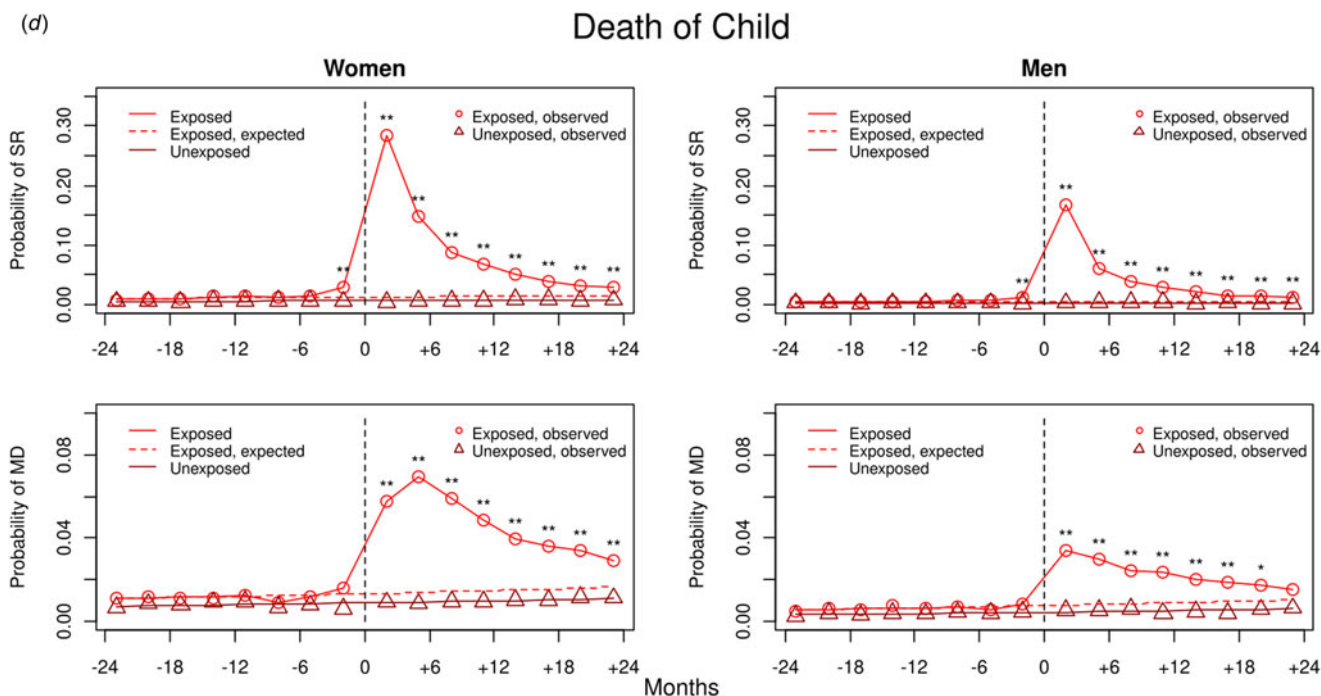 (d)
Death of Child
Women
Probability of SR
0.00 0.10 0.20 0.30
Exposed
Exposed, expected
Unexposed
Exposed, observed
Unexposed, observed
** ** ** ** ** ** ** ** **
-24 -18 -12 -6 0 +6 +12 +18 +24
Men
Probability of SR
0.00 0.10 0.20 0.30
Exposed
Exposed, expected
Unexposed
Exposed, observed
Unexposed, observed
** ** ** ** ** ** ** ** **
-24 -18 -12 -6 0 +6 +12 +18 +24
Probability of MD
0.00 0.04 0.08
Exposed
Exposed, expected
Unexposed
Exposed, observed
Unexposed, observed
** ** ** ** ** ** ** **
-24 -18 -12 -6 0 +6 +12 +18 +24
Probability of MD
0.00 0.04 0.08
Exposed
Exposed, expected
Unexposed
Exposed, observed
Unexposed, observed
** ** ** ** ** ** *
-24 -18 -12 -6 0 +6 +12 +18 +24
Months